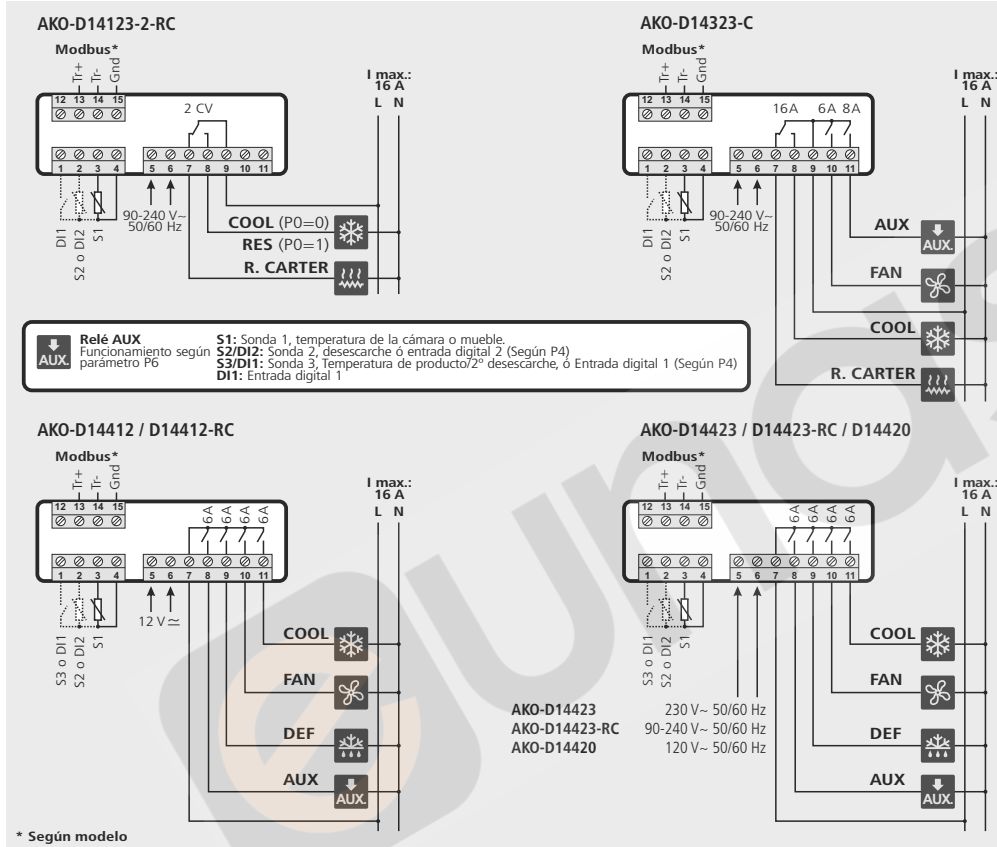 AKO-D14123-2-RC
Modbus*
Tr+
Tr-
Gnd
I max.:
16 A
L N
12 13 14 15
2 CV
1 2 3 4 5 6 7 8 9 10 11
DI1
S2 o DI2
S1
90-240 V~
50/60 Hz
COOL (P0=0)
RES (P0=1)
R. CARTER
AKO-D14323-C
Modbus*
Tr+
Tr-
Gnd
I max.:
16 A
L N
12 13 14 15
16A 6A 8A
1 2 3 4 5 6 7 8 9 10 11
DI1
S2 o DI2
S1
90-240 V~
50/60 Hz
AUX
AUX.
FAN
COOL
R. CARTER
AUX.
Relé AUX
Funcionamiento según
parámetro P6
S1: Sonda 1, temperatura de la cámara o mueble.
S2/DI2: Sonda 2, desescarche ó entrada digital 2 (Según P4)
S3/DI1: Sonda 3, Temperatura de producto/2º desescarche, ó Entrada digital 1 (Según P4)
DI1: Entrada digital 1
AKO-D14412 / D14412-RC
Modbus*
Tr+
Tr-
Gnd
I max.:
16 A
L N
12 13 14 15
6A 6A 6A 6A
1 2 3 4 5 6 7 8 9 10 11
S3 o DI1
S2 o DI2
S1
12 V≂
COOL
FAN
DEF
AUX
AUX.
AKO-D14423 / D14423-RC / D14420
Modbus*
Tr+
Tr-
Gnd
I max.:
16 A
L N
12 13 14 15
6A 6A 6A 6A
1 2 3 4 5 6 7 8 9 10 11
S3 o DI1
S2 o DI2
S1
AKO-D14423 230 V~ 50/60 Hz
AKO-D14423-RC 90-240 V~ 50/60 Hz
AKO-D14420 120 V~ 50/60 Hz
COOL
FAN
DEF
AUX
AUX.
* Según modelo